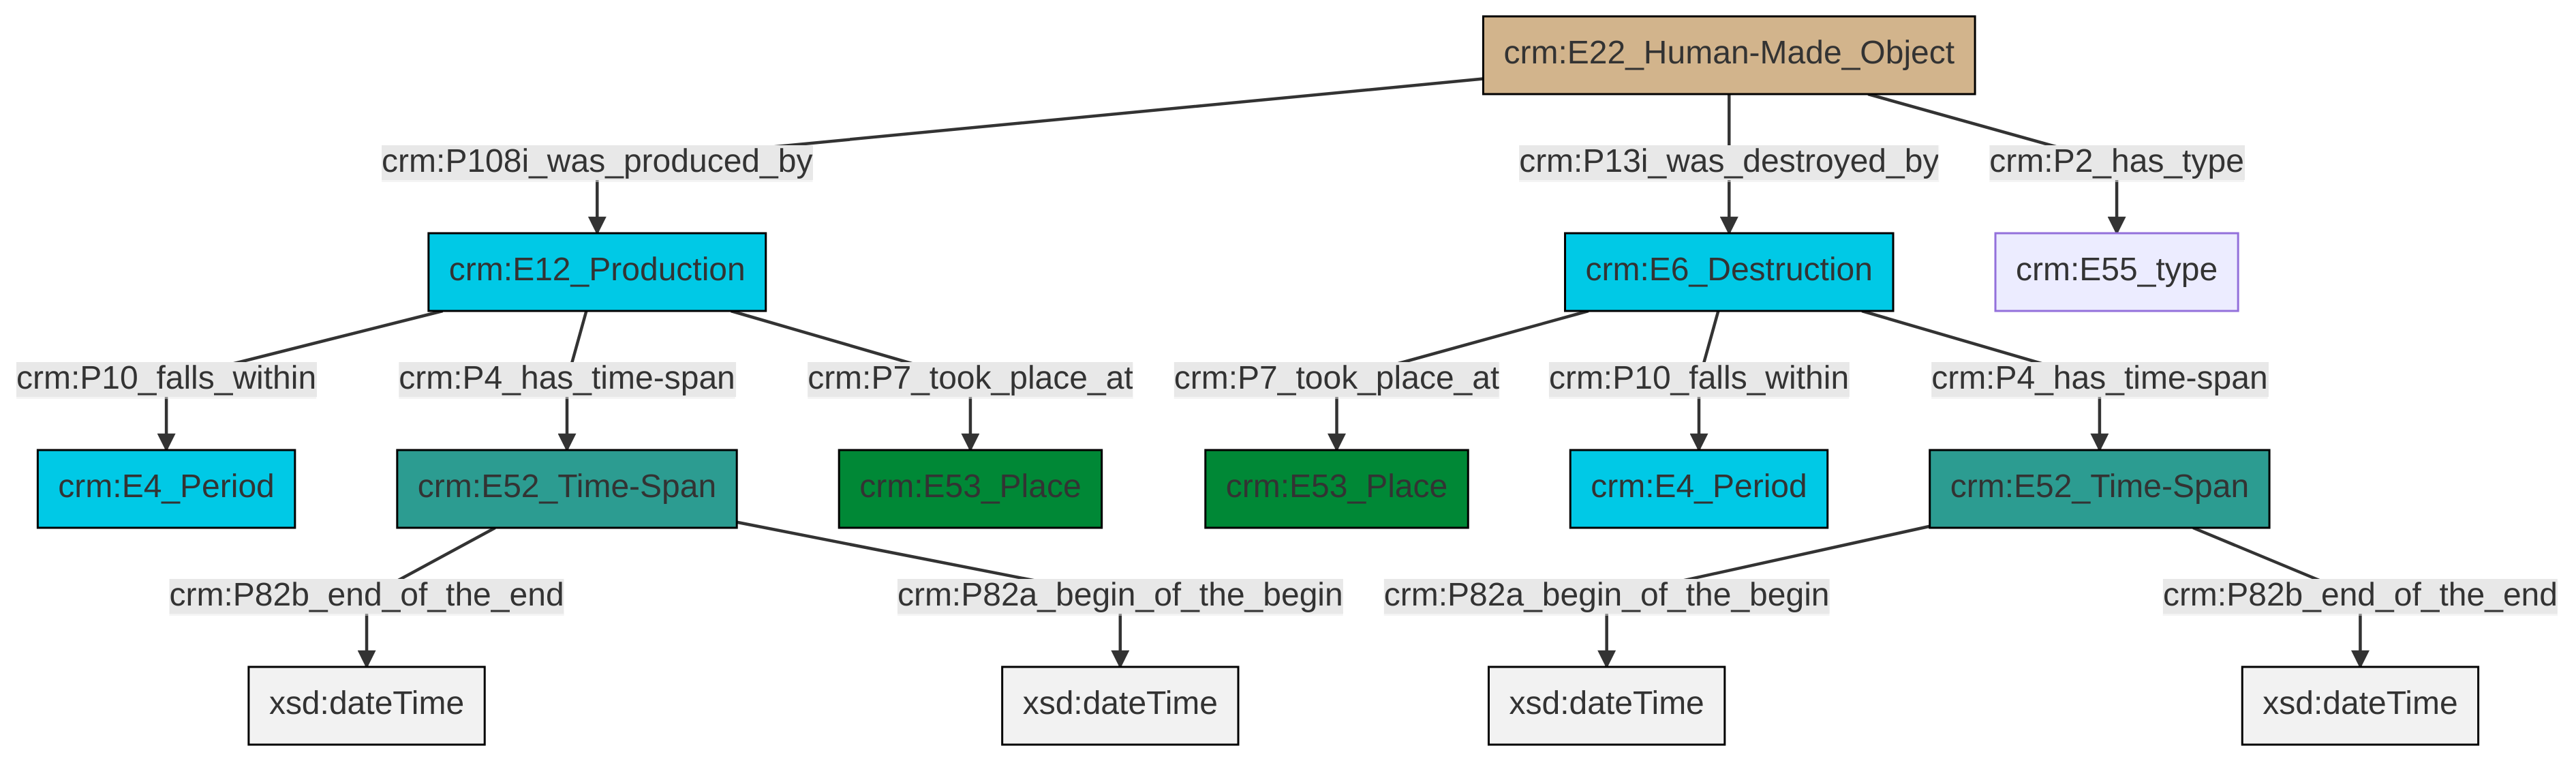 crm:E22_Human-Made_Object
crm:P108i_was_produced_by
crm:P13i_was_destroyed_by
crm:P2_has_type
crm:E12_Production
crm:E6_Destruction
crm:E55_type
crm:P10_falls_within
crm:P4_has_time-span
crm:P7_took_place_at
crm:P7_took_place_at
crm:P10_falls_within
crm:P4_has_time-span
crm:E4_Period
crm:E52_Time-Span
crm:E53_Place
crm:E53_Place
crm:E4_Period
crm:E52_Time-Span
crm:P82b_end_of_the_end
crm:P82a_begin_of_the_begin
crm:P82a_begin_of_the_begin
crm:P82b_end_of_the_end
xsd:dateTime
xsd:dateTime
xsd:dateTime
xsd:dateTime